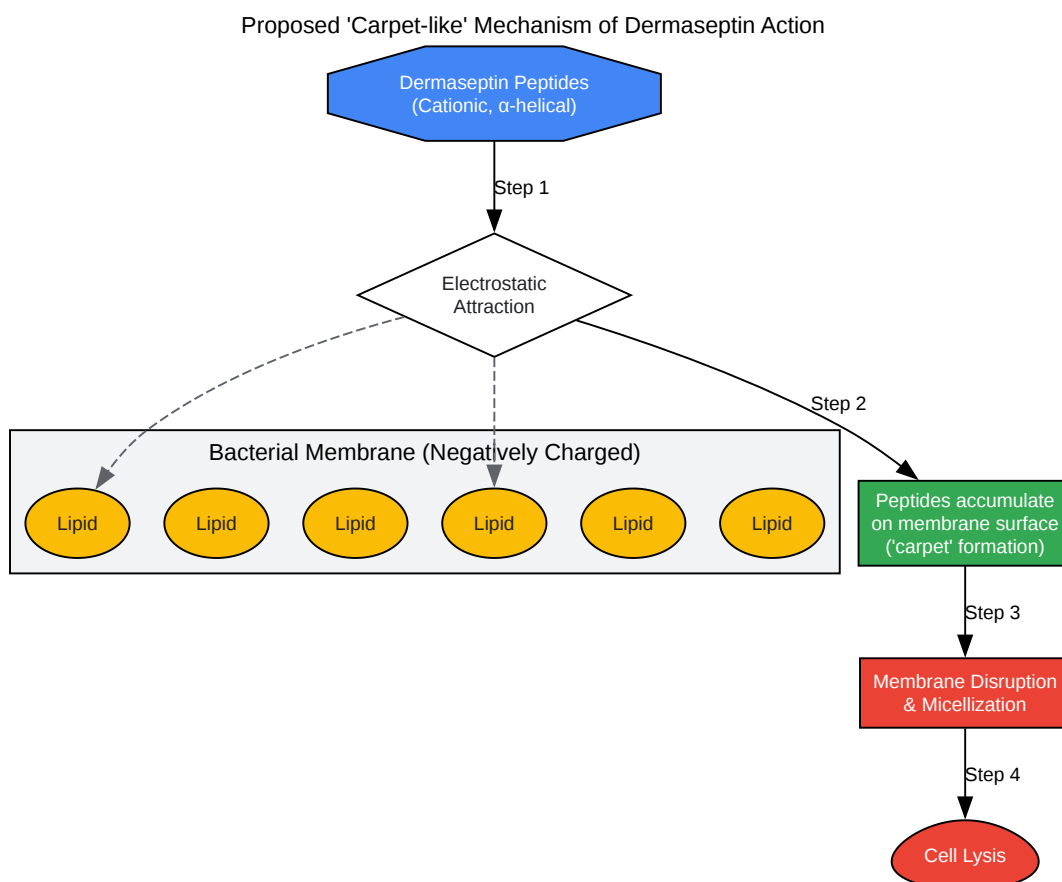 Proposed 'Carpet-like' Mechanism of Dermaseptin Action
Dermaseptin Peptides
(Cationic, α-helical)
Step 1
Electrostatic
Attraction
Step 2
Bacterial Membrane (Negatively Charged)
Lipid
Lipid
Lipid
Lipid
Lipid
Lipid
Peptides accumulate
on membrane surface
('carpet' formation)
Step 3
Membrane Disruption
& Micellization
Step 4
Cell Lysis